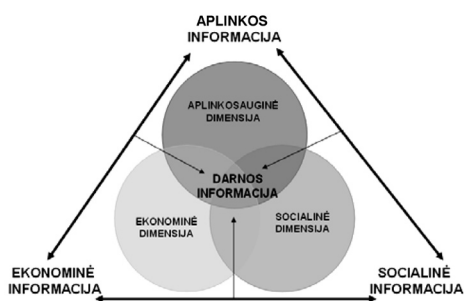 APLINKOS
INFORMACIJA
APLINKOSAUGINĖ
DIMENSIJA
DARNOS
INFORMACIJA
EKONOMINĖ
DIMENSIJA
SOCIALINĖ
DIMENSIJA
EKONOMINĖ
INFORMACIJA
SOCIALINĖ
INFORMACIJA